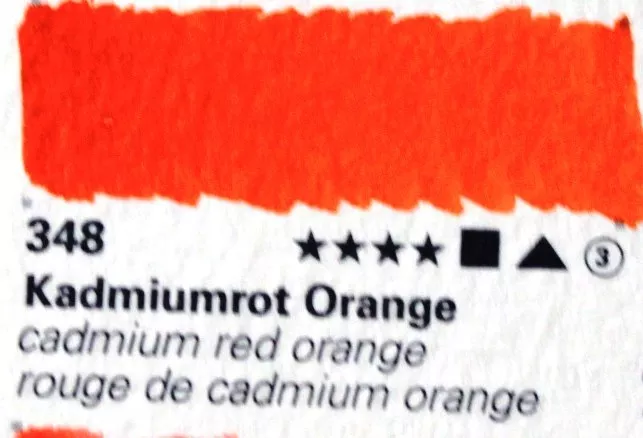 348 ★★★★ ■ ▲ ③
Kadmiumrot Orange
cadmium red orange
rouge de cadmium orange